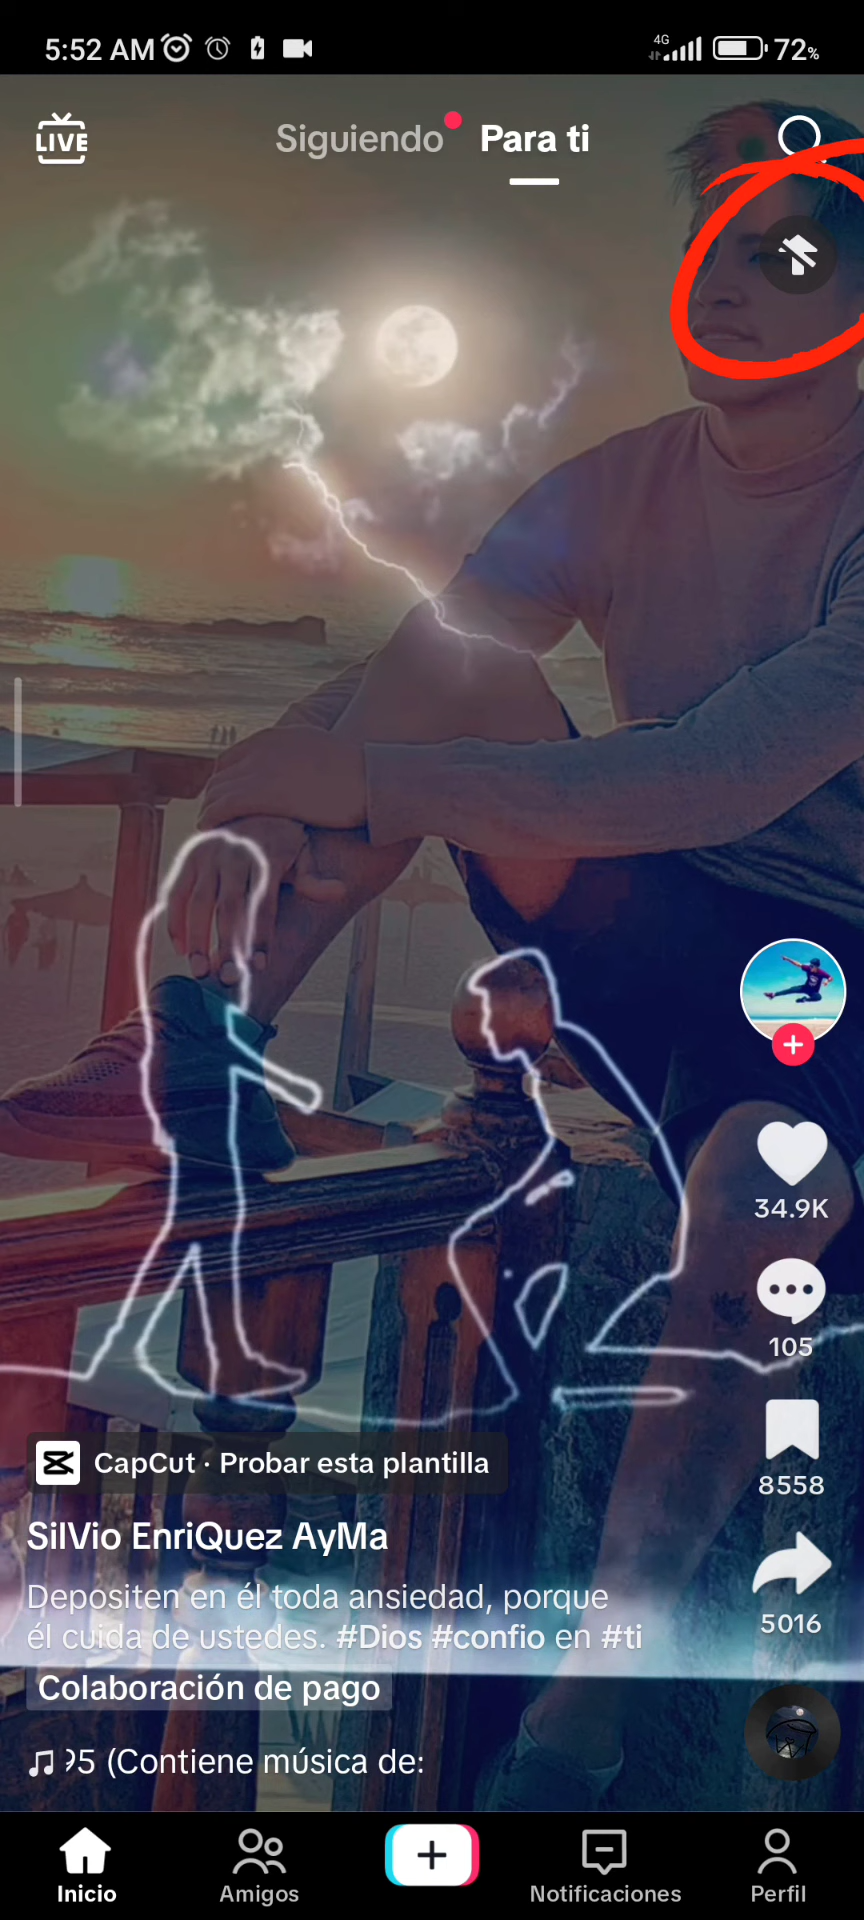 5:52 AM
4G
72%
LIVE
Siguiendo
Para ti
34.9K
105
8558
5016
CapCut · Probar esta plantilla
SilVio EnriQuez AyMa
Depositen en él toda ansiedad, porque
él cuida de ustedes. #Dios #confio en #ti
Colaboración de pago
95 (Contiene música de:
Inicio
Amigos
Notificaciones
Perfil